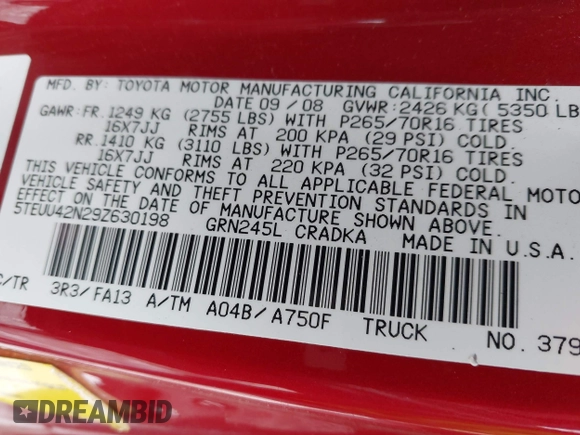 MFD. BY: TOYOTA MOTOR MANUFACTURING CALIFORNIA INC.
DATE 09 / 08 GVWR: 2426 KG ( 5350 LB
GAWR: FR. 1249 KG (2755 LBS) WITH P265/70R16 TIRES
16X7JJ RIMS AT 200 KPA (29 PSI) COLD.
RR. 1410 KG (3110 LBS) WITH P265/70R16 TIRES
16X7JJ RIMS AT 220 KPA (32 PSI) COLD.
THIS VEHICLE CONFORMS TO ALL APPLICABLE FEDERAL MOTO
VEHICLE SAFETY AND THEFT PREVENTION STANDARDS IN
EFFECT ON THE DATE OF MANUFACTURE SHOWN ABOVE.
5TEUU42N29Z630198 GRN245L CRADKA MADE IN U.S.A.
C/TR 3R3/ FA13 A/TM A04B/ A750F TRUCK NO. 379
DREAMBID